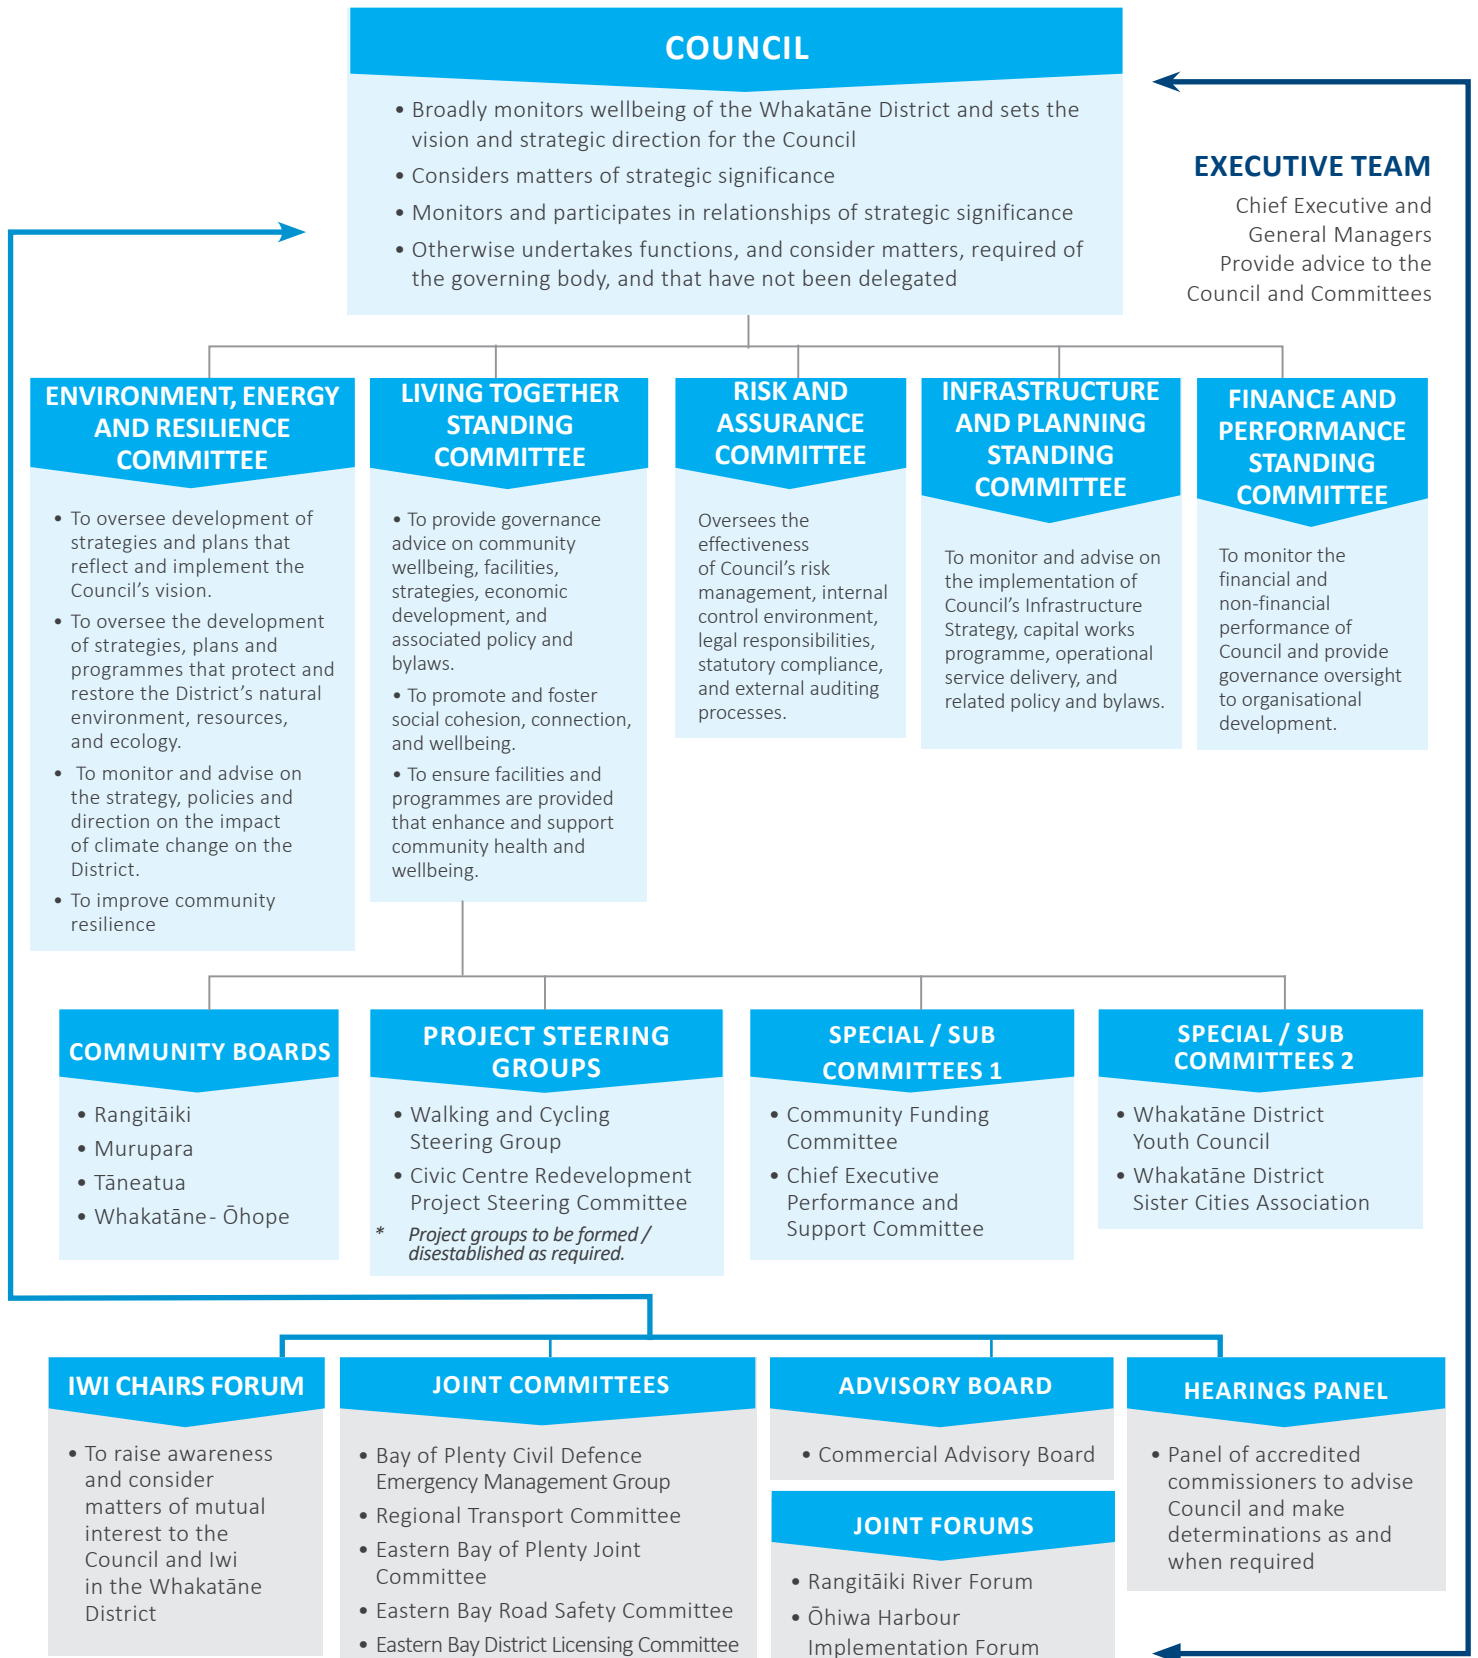 COUNCIL
• Broadly monitors wellbeing of the Whakatāne District and sets the
vision and strategic direction for the Council
• Considers matters of strategic significance
• Monitors and participates in relationships of strategic significance
• Otherwise undertakes functions, and consider matters, required of
the governing body, and that have not been delegated
EXECUTIVE TEAM
Chief Executive and
General Managers
Provide advice to the
Council and Committees
ENVIRONMENT, ENERGY
AND RESILIENCE
COMMITTEE
• To oversee development of
strategies and plans that
reflect and implement the
Council’s vision.
• To oversee the development
of strategies, plans and
programmes that protect and
restore the District’s natural
environment, resources,
and ecology.
• To monitor and advise on
the strategy, policies and
direction on the impact
of climate change on the
District.
• To improve community
resilience
LIVING TOGETHER
STANDING
COMMITTEE
• To provide governance
advice on community
wellbeing, facilities,
strategies, economic
development, and
associated policy and
bylaws.
• To promote and foster
social cohesion, connection,
and wellbeing.
• To ensure facilities and
programmes are provided
that enhance and support
community health and
wellbeing.
RISK AND
ASSURANCE
COMMITTEE
Oversees the
effectiveness
of Council’s risk
management, internal
control environment,
legal responsibilities,
statutory compliance,
and external auditing
processes.
INFRASTRUCTURE
AND PLANNING
STANDING
COMMITTEE
To monitor and advise on
the implementation of
Council’s Infrastructure
Strategy, capital works
programme, operational
service delivery, and
related policy and bylaws.
FINANCE AND
PERFORMANCE
STANDING
COMMITTEE
To monitor the
financial and
non-financial
performance of
Council and provide
governance oversight
to organisational
development.
COMMUNITY BOARDS
• Rangitāiki
• Murupara
• Tāneatua
• Whakatāne- Ōhope
PROJECT STEERING
GROUPS
• Walking and Cycling
Steering Group
• Civic Centre Redevelopment
Project Steering Committee
* Project groups to be formed /
disestablished as required.
SPECIAL / SUB
COMMITTEES 1
• Community Funding
Committee
• Chief Executive
Performance and
Support Committee
SPECIAL / SUB
COMMITTEES 2
• Whakatāne District
Youth Council
• Whakatāne District
Sister Cities Association
IWI CHAIRS FORUM
• To raise awareness
and consider
matters of mutual
interest to the
Council and Iwi
in the Whakatāne
District
JOINT COMMITTEES
• Bay of Plenty Civil Defence
Emergency Management Group
• Regional Transport Committee
• Eastern Bay of Plenty Joint
Committee
• Eastern Bay Road Safety Committee
• Eastern Bay District Licensing Committee
ADVISORY BOARD
• Commercial Advisory Board
JOINT FORUMS
• Rangitāiki River Forum
• Ōhiwa Harbour
Implementation Forum
HEARINGS PANEL
• Panel of accredited
commissioners to advise
Council and make
determinations as and
when required